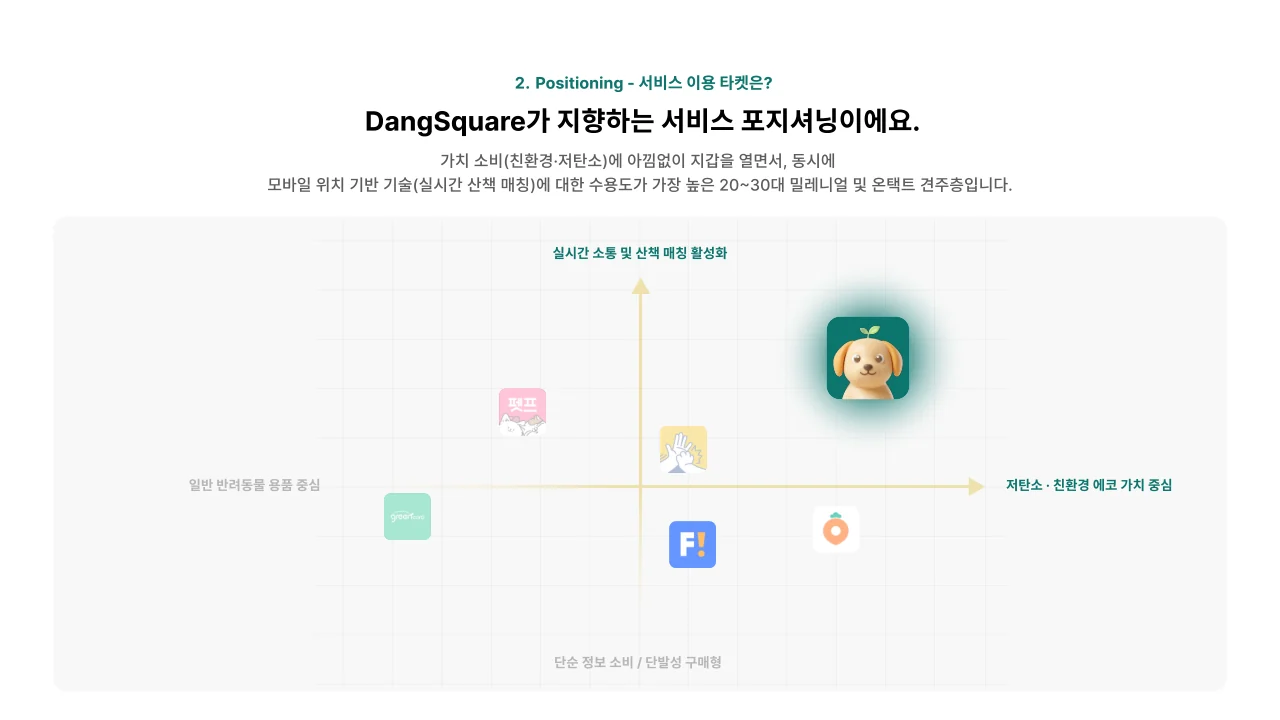 2. Positioning - 서비스 이용 타켓은?
DangSquare가 지향하는 서비스 포지셔닝이에요.
가치 소비(친환경·저탄소)에 아낌없이 지갑을 열면서, 동시에
모바일 위치 기반 기술(실시간 산책 매칭)에 대한 수용도가 가장 높은 20~30대 밀레니얼 및 온택트 견주층입니다.
실시간 소통 및 산책 매칭 활성화
펫프
일반 반려동물 용품 중심
저탄소 · 친환경 에코 가치 중심
F!
단순 정보 소비 / 단발성 구매형